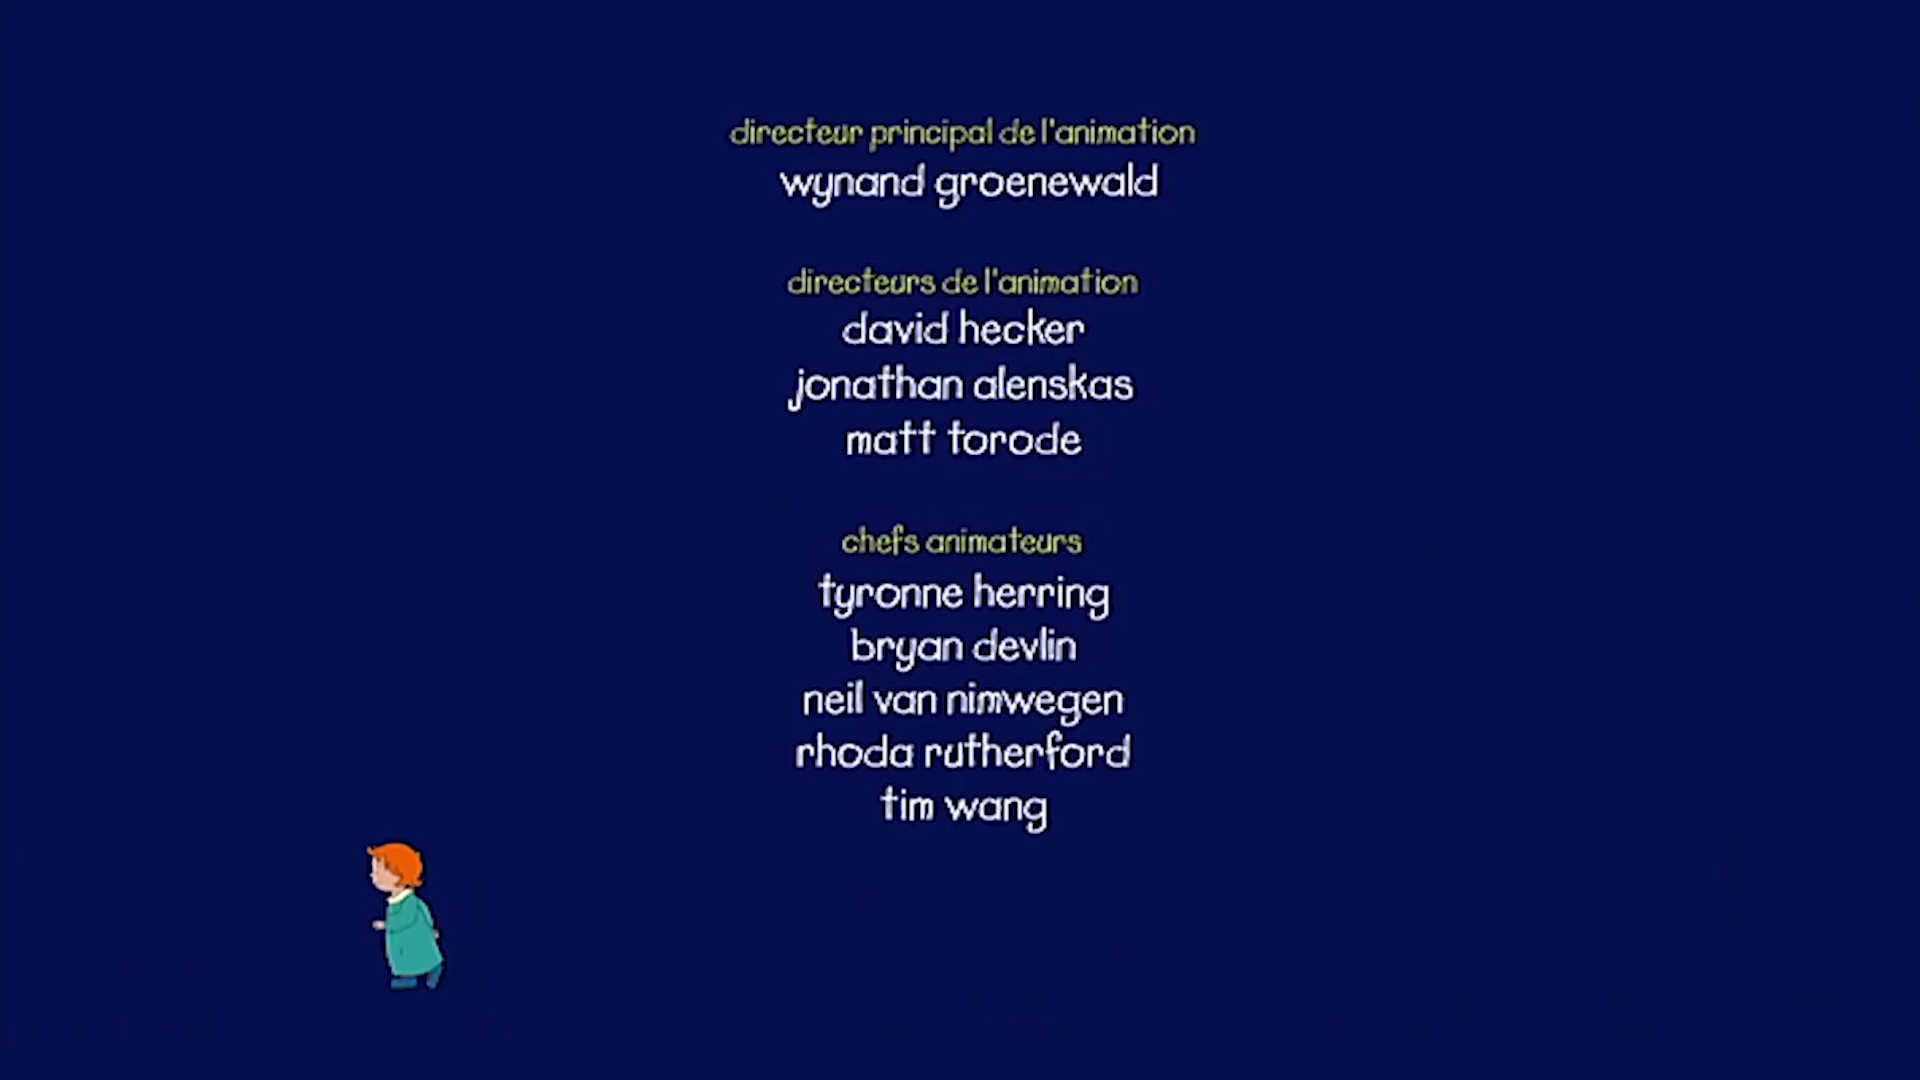 directeur principal de l'animation
wynand groenewald
directeurs de l'animation
david hecker
jonathan alenskas
matt torode
chefs animateurs
tyronne herring
bryan devlin
neil van nimwegen
rhoda rutherford
tim wang